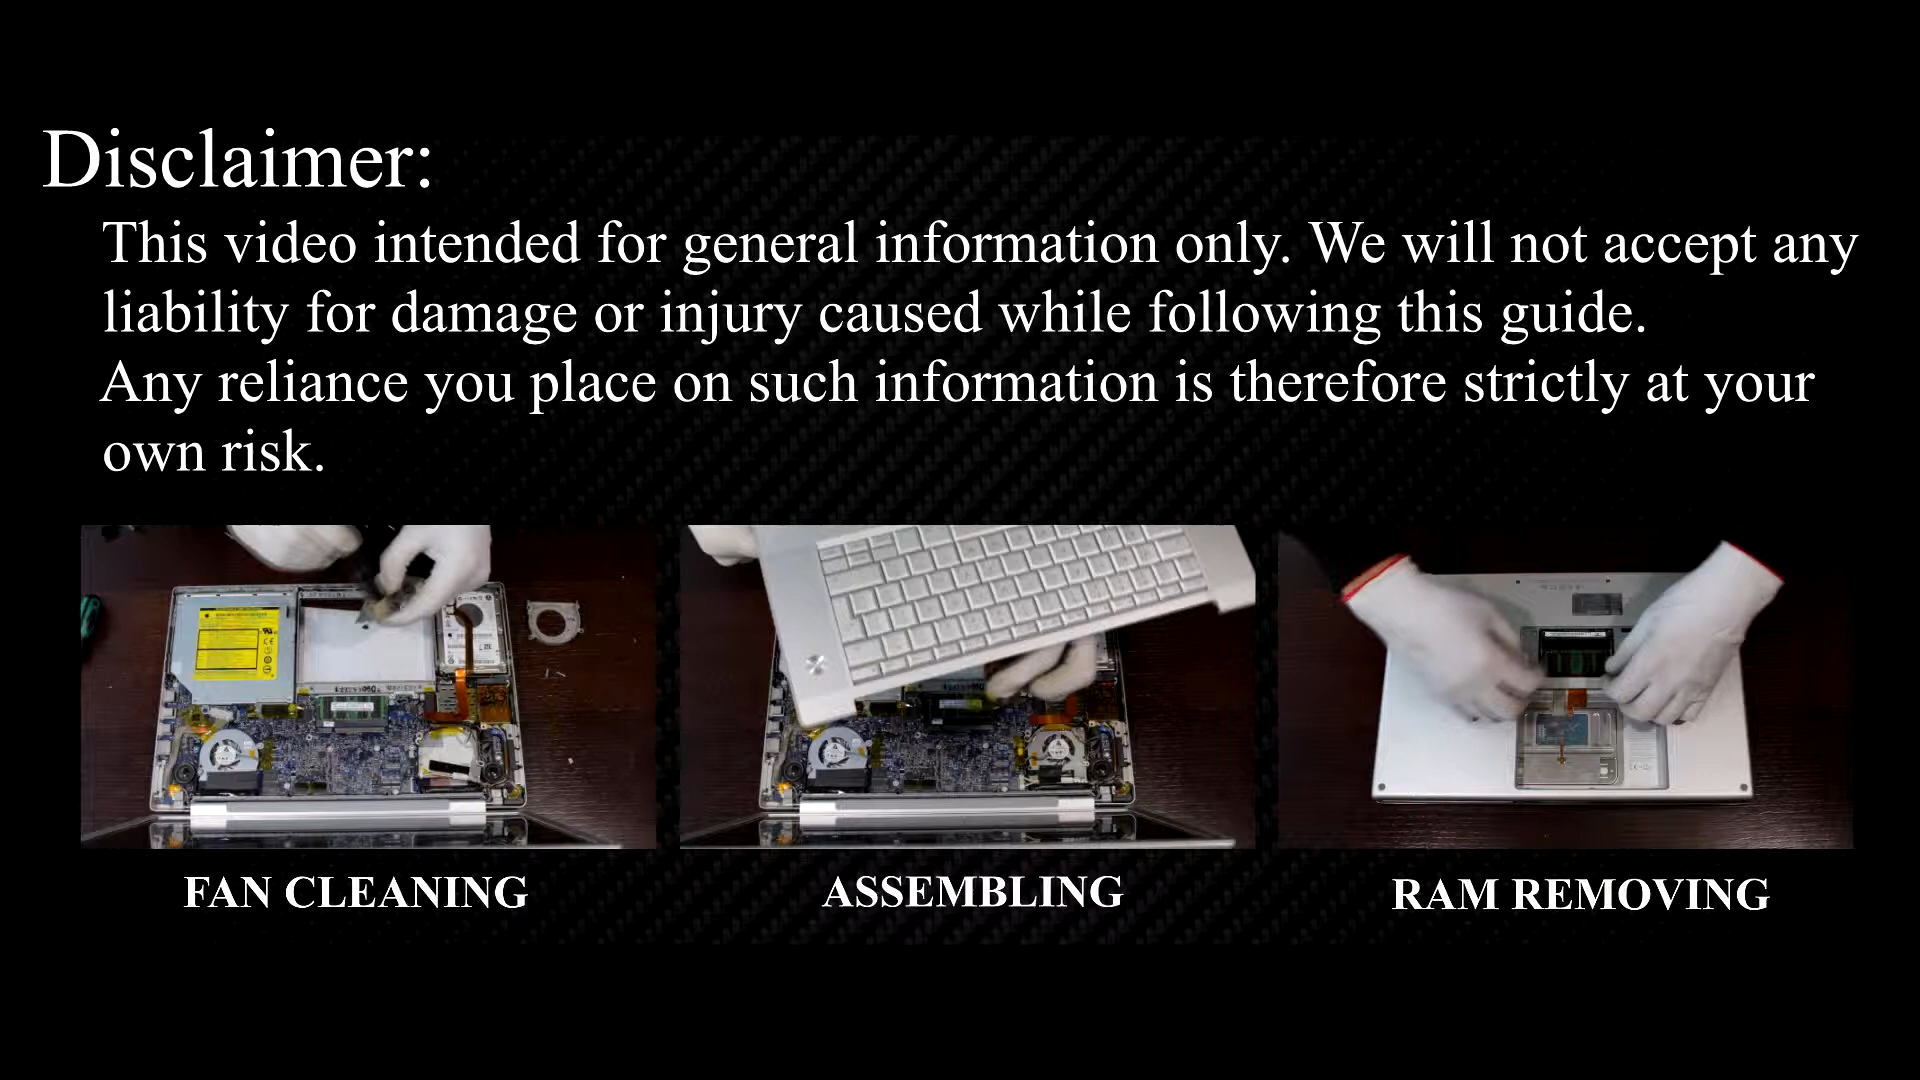 Disclaimer:
This video intended for general information only. We will not accept any
liability for damage or injury caused while following this guide.
Any reliance you place on such information is therefore strictly at your
own risk.
FAN CLEANING
ASSEMBLING
RAM REMOVING